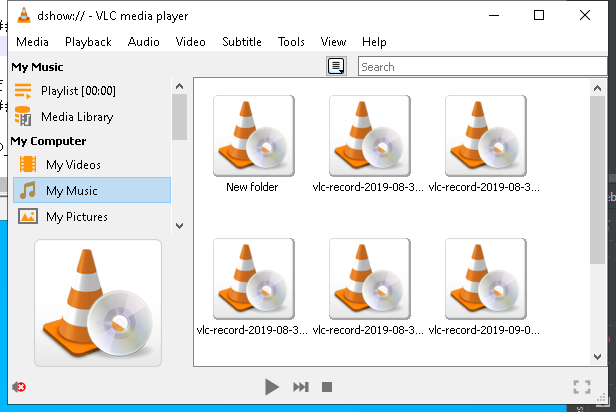 dshow:// - VLC media player
Media Playback Audio Video Subtitle Tools View Help
My Music
Search
Playlist [00:00]
Media Library
My Computer
My Videos
My Music
My Pictures
New folder
vlc-record-2019-08-3...
vlc-record-2019-08-3...
vlc-record-2019-08-3...
vlc-record-2019-08-3...
vlc-record-2019-09-0...